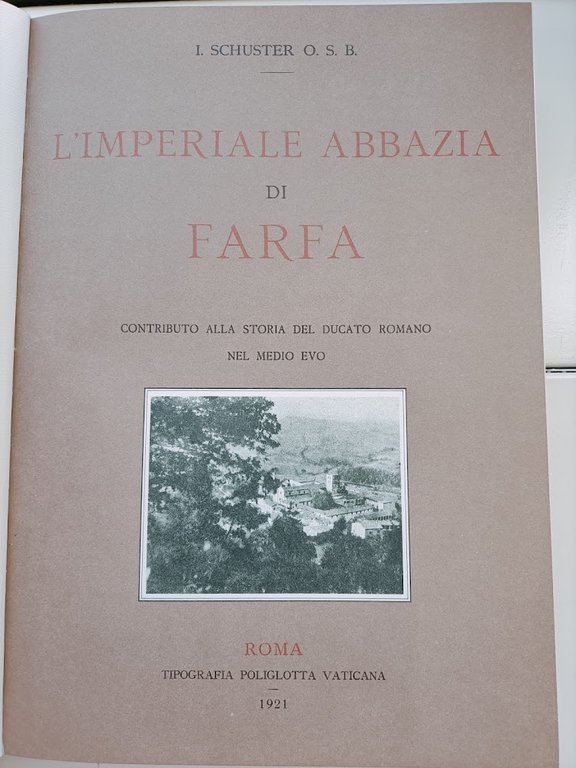 I. SCHUSTER O. S. B.
L'IMPERIALE ABBAZIA
DI
FARFA
CONTRIBUTO ALLA STORIA DEL DUCATO ROMANO
NEL MEDIO EVO
ROMA
TIPOGRAFIA POLIGLOTTA VATICANA
1921